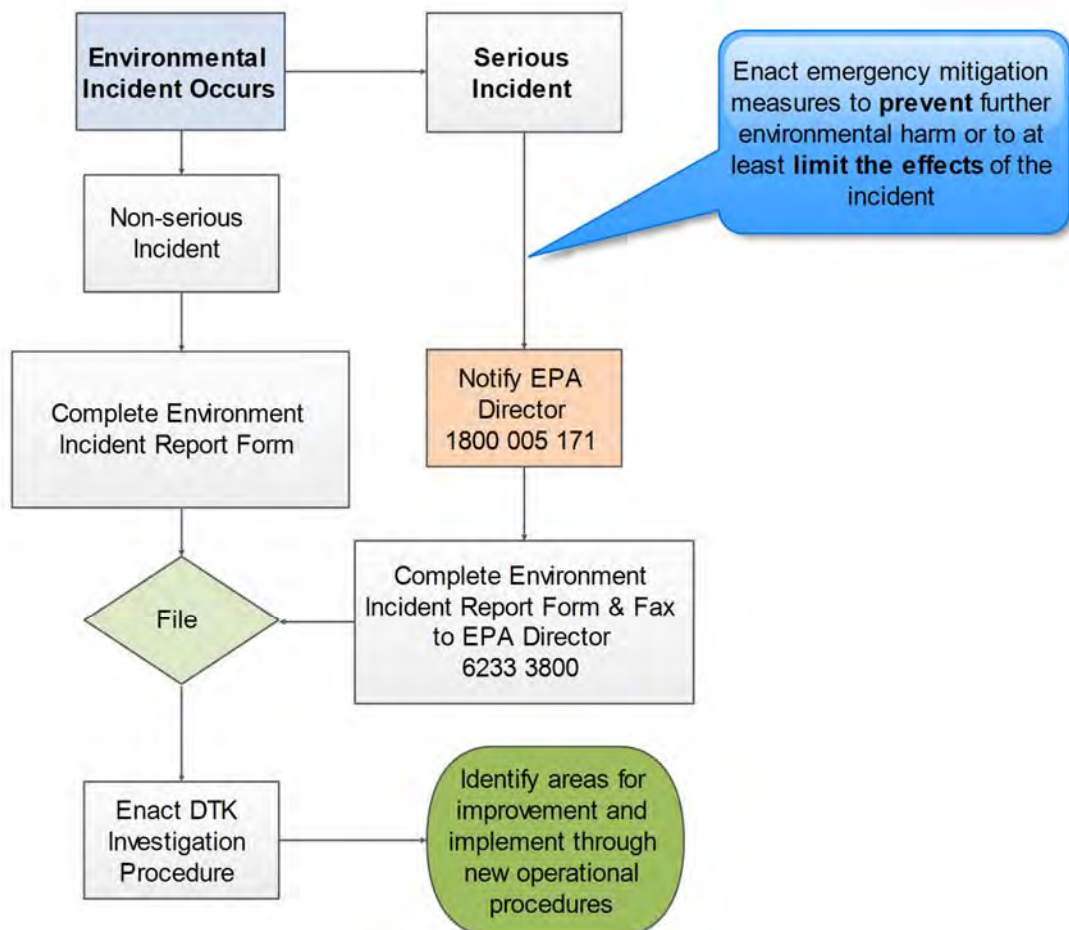 Environmental
Incident Occurs
Serious
Incident
Enact emergency mitigation
measures to prevent further
environmental harm or to at
least limit the effects of the
incident
Non-serious
Incident
Complete Environment
Incident Report Form
Notify EPA
Director
1800 005 171
File
Complete Environment
Incident Report Form & Fax
to EPA Director
6233 3800
Enact DTK
Investigation
Procedure
Identify areas for
improvement and
implement through
new operational
procedures